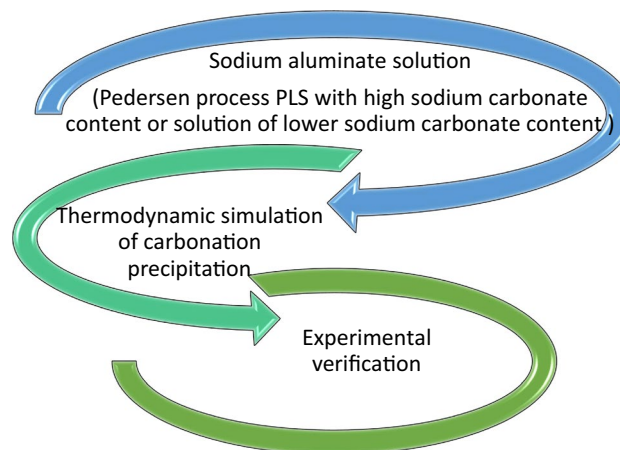 Sodium aluminate solution
(Pedersen process PLS with high sodium carbonate
content or solution of lower sodium carbonate content )
Thermodynamic simulation
of carbonation
precipitation
Experimental
verification